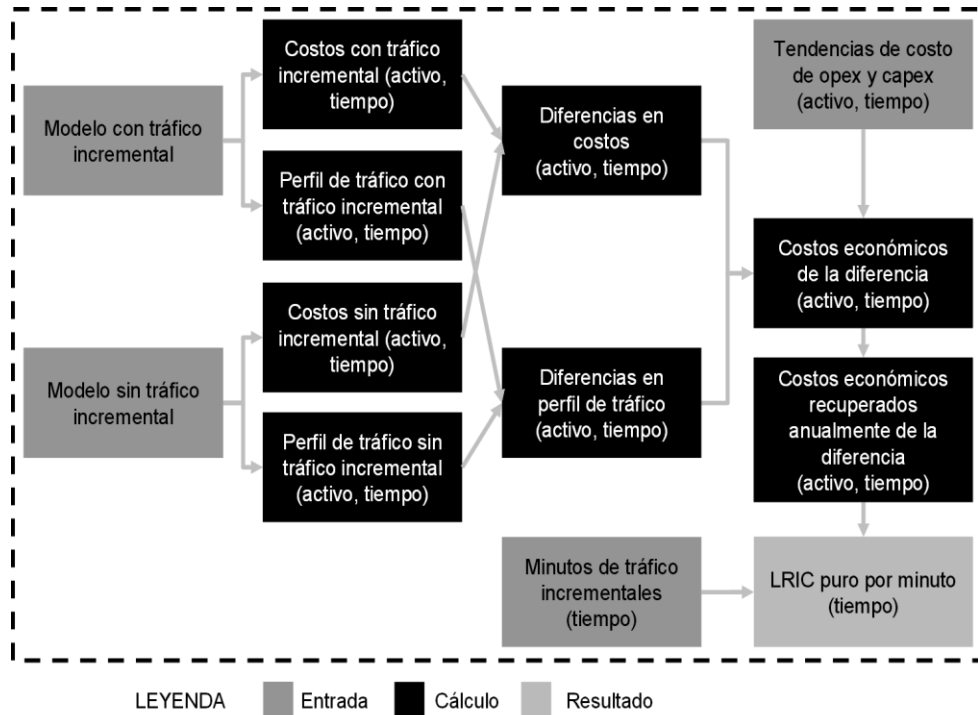 Modelo con tráfico
incremental
Modelo sin tráfico
incremental
Costos con tráfico
incremental (activo,
tiempo)
Perfil de tráfico con
tráfico incremental
(activo, tiempo)
Costos sin tráfico
incremental (activo,
tiempo)
Perfil de tráfico sin
tráfico incremental
(activo, tiempo)
Diferencias en
costos
(activo, tiempo)
Diferencias en
perfil de tráfico
(activo, tiempo)
Minutos de tráfico
incrementales
(tiempo)
Tendencias de costo
de opex y capex
(activo, tiempo)
Costos económicos
de la diferencia
(activo, tiempo)
Costos económicos
recuperados
anualmente de la
diferencia
(activo, tiempo)
LRIC puro por minuto
(tiempo)
LEYENDA Entrada Cálculo Resultado